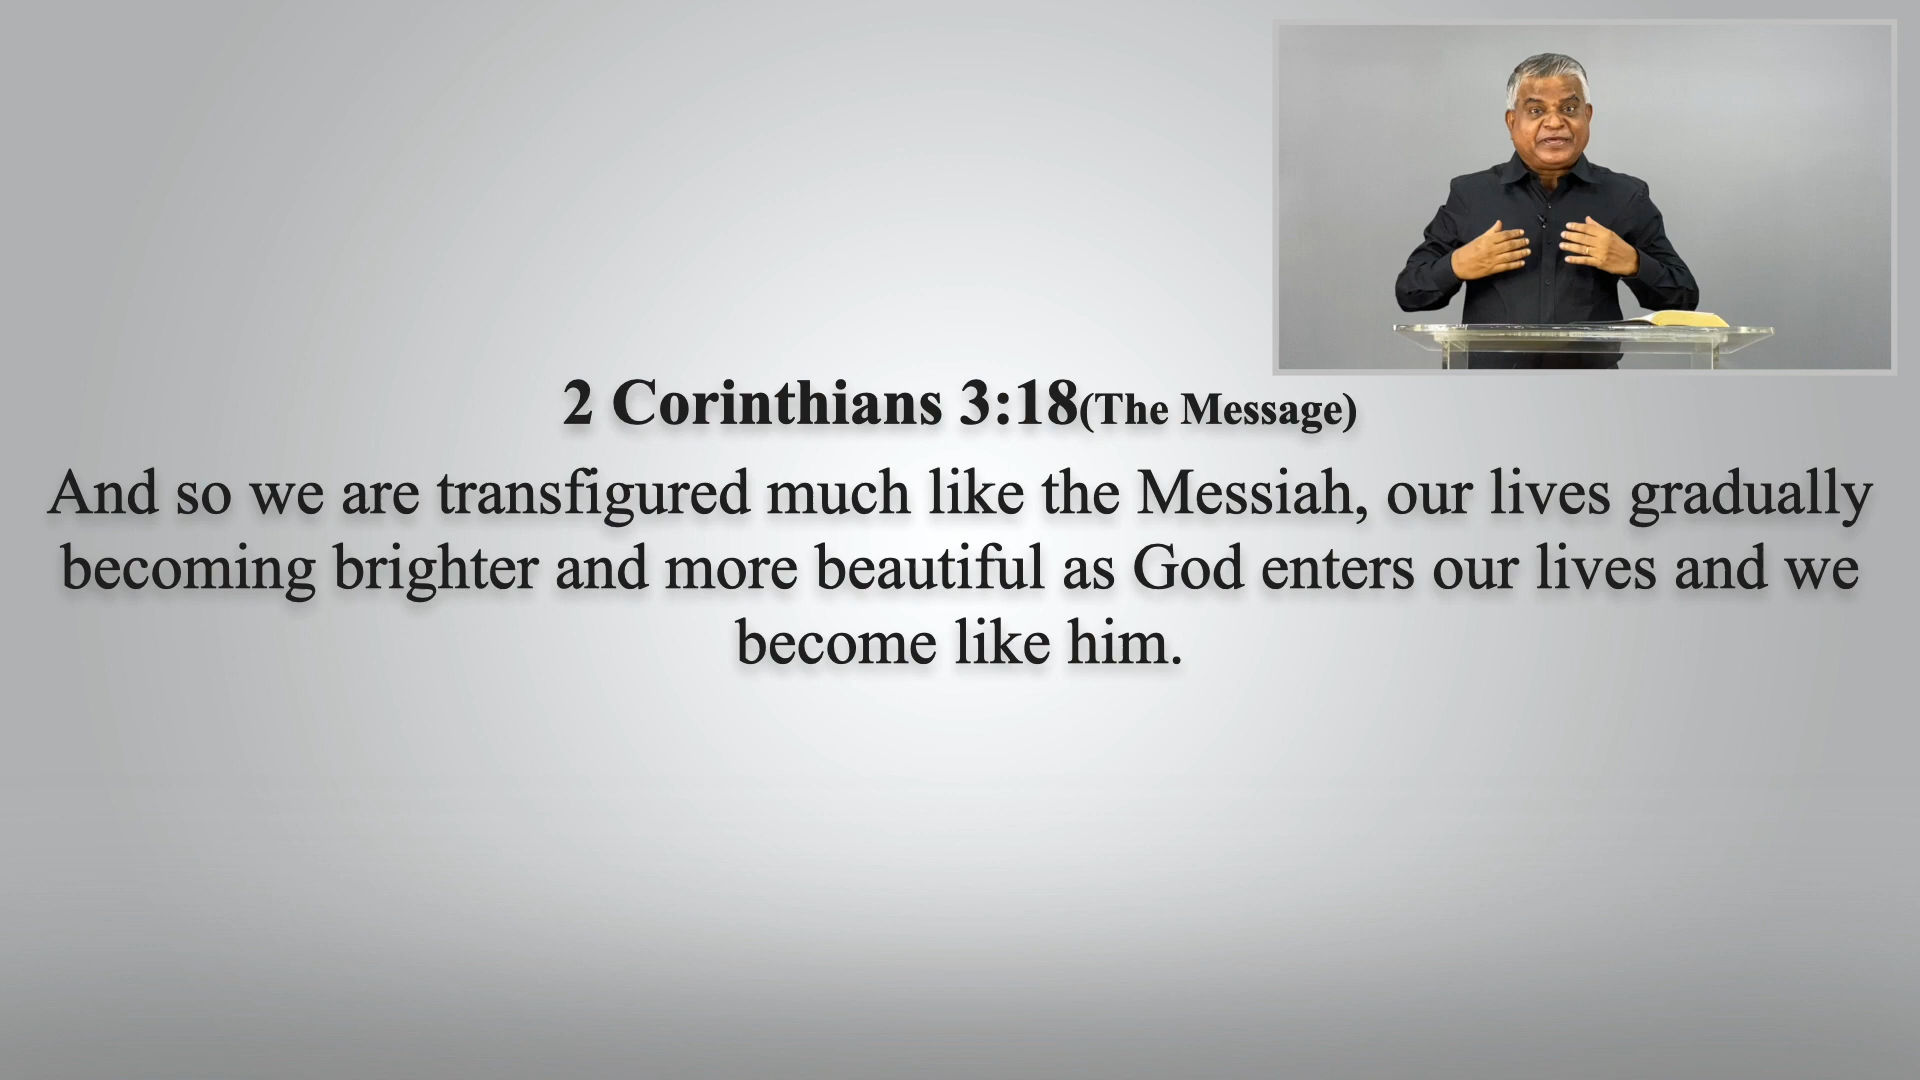 2 Corinthians 3:18(The Message)
And so we are transfigured much like the Messiah, our lives gradually
becoming brighter and more beautiful as God enters our lives and we
become like him.